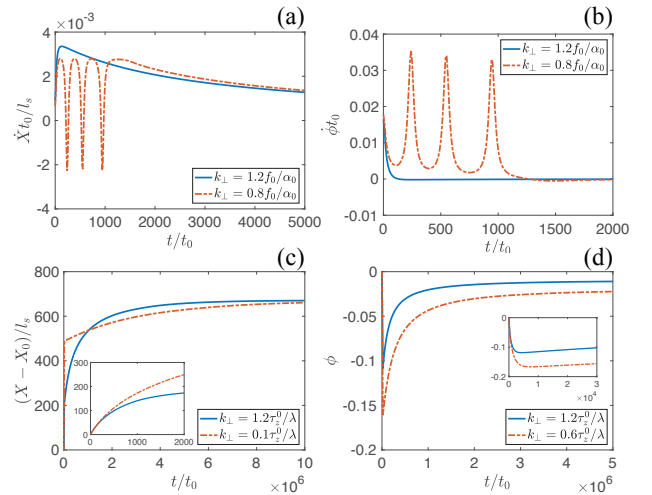 (a)
×10⁻³
4
2
0
-2
-4
0 1000 2000 3000 4000 5000
Ẋt₀/lₛ
t/t₀
k⊥ = 1.2f₀/α₀
k⊥ = 0.8f₀/α₀
(b)
0.04
0.03
0.02
0.01
0
-0.01
0 500 1000 1500 2000
ϕ̇t₀
t/t₀
k⊥ = 1.2f₀/α₀
k⊥ = 0.8f₀/α₀
(c)
800
600
400
200
0
0 2 4 6 8 10
×10⁶
(X − X₀)/lₛ
t/t₀
300
200
100
0
0 1000 2000
k⊥ = 1.2τ_z⁰/λ
k⊥ = 0.1τ_z⁰/λ
(d)
0
-0.05
-0.1
-0.15
-0.2
0 1 2 3 4 5
×10⁶
ϕ
t/t₀
0
-0.1
-0.2
0 1 2 3
×10⁴
k⊥ = 1.2τ_z⁰/λ
k⊥ = 0.6τ_z⁰/λ